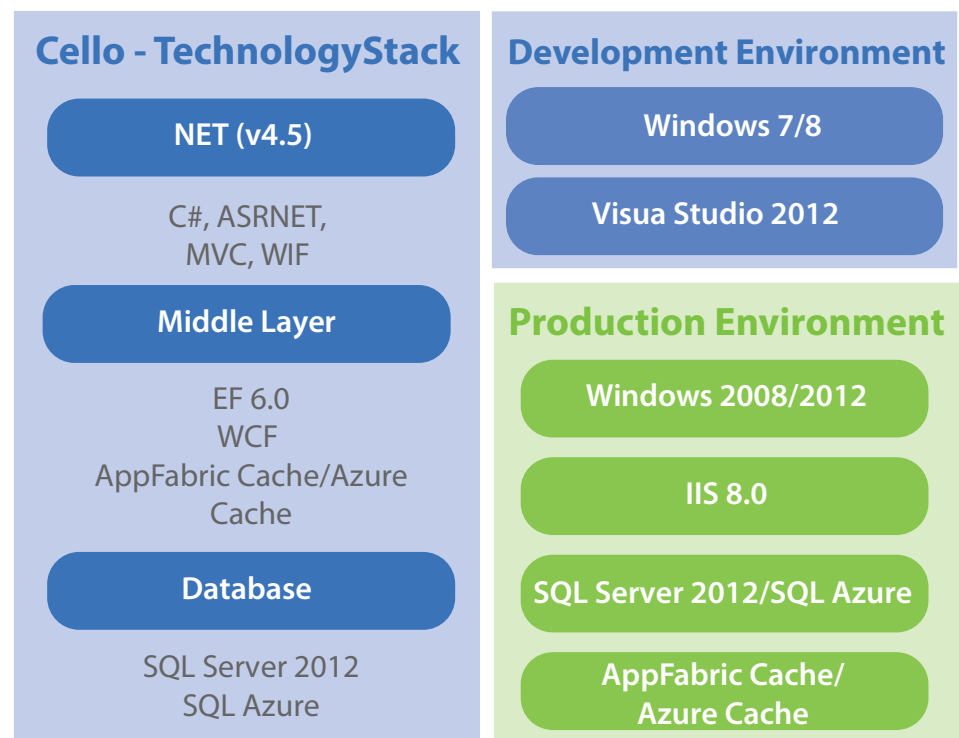 Cello - TechnologyStack
NET (v4.5)
C#, ASRNET,
MVC, WIF
Middle Layer
EF 6.0
WCF
AppFabric Cache/Azure
Cache
Database
SQL Server 2012
SQL Azure
Development Environment
Windows 7/8
Visua Studio 2012
Production Environment
Windows 2008/2012
IIS 8.0
SQL Server 2012/SQL Azure
AppFabric Cache/
Azure Cache